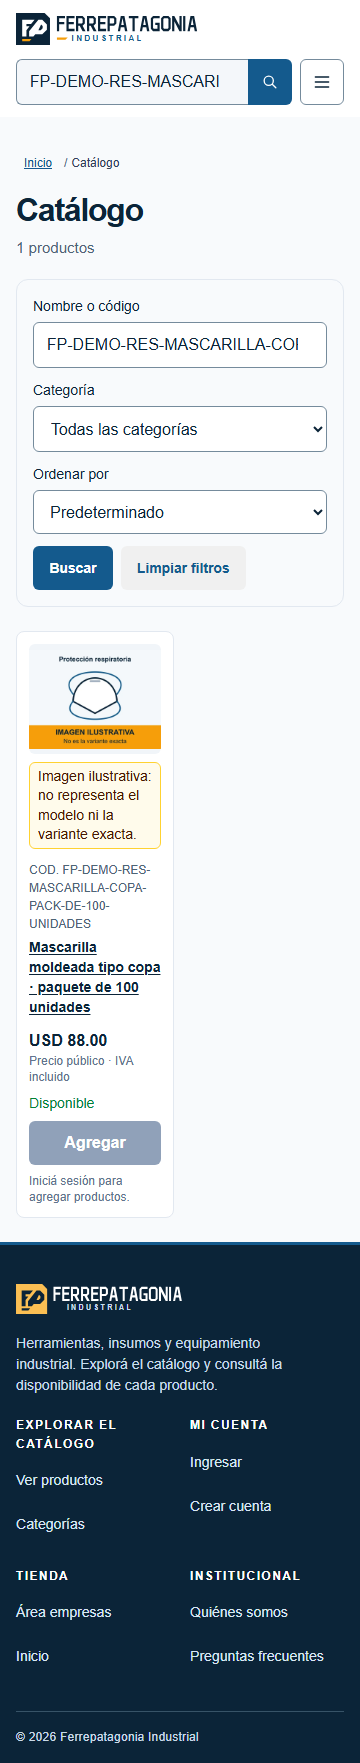 FERREPATAGONIA
INDUSTRIAL
FP-DEMO-RES-MASCARI
Inicio / Catálogo
Catálogo
1 productos
Nombre o código
FP-DEMO-RES-MASCARILLA-COP
Categoría
Todas las categorías
Ordenar por
Predeterminado
Buscar Limpiar filtros
Protección respiratoria
IMAGEN ILUSTRATIVA
No es la variante exacta
Imagen ilustrativa:
no representa el
modelo ni la
variante exacta.
COD. FP-DEMO-RES-
MASCARILLA-COPA-
PACK-DE-100-
UNIDADES
Mascarilla
moldeada tipo copa
· paquete de 100
unidades
USD 88.00
Precio público · IVA
incluido
Disponible
Agregar
Iniciá sesión para
agregar productos.
FERREPATAGONIA
INDUSTRIAL
Herramientas, insumos y equipamiento
industrial. Explorá el catálogo y consultá la
disponibilidad de cada producto.
EXPLORAR EL
CATÁLOGO
Ver productos
Categorías
MI CUENTA
Ingresar
Crear cuenta
TIENDA
Área empresas
Inicio
INSTITUCIONAL
Quiénes somos
Preguntas frecuentes
© 2026 Ferrepatagonia Industrial